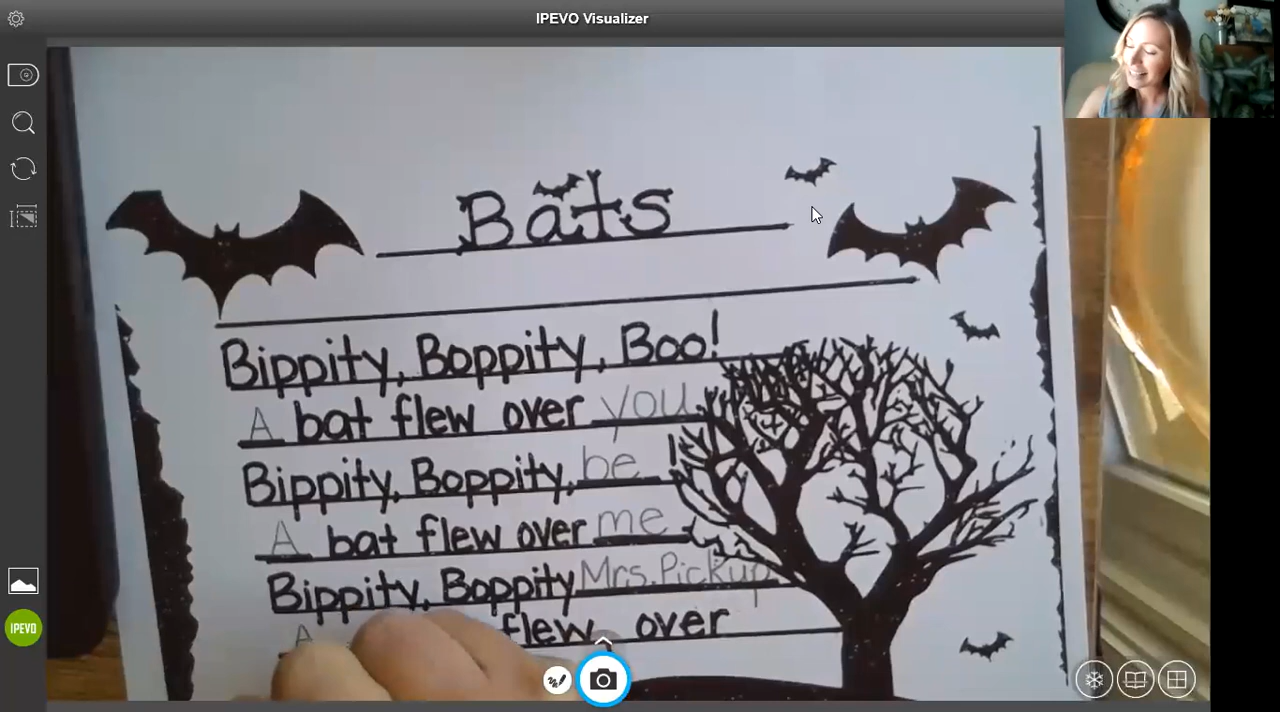 IPEVO Visualizer
Bats
Bippity, Boppity, Boo!
A bat flew over you
Bippity, Boppity, be!
A bat flew over me
Bippity, Boppity Mrs. Pickup
A flew over
IPEVO